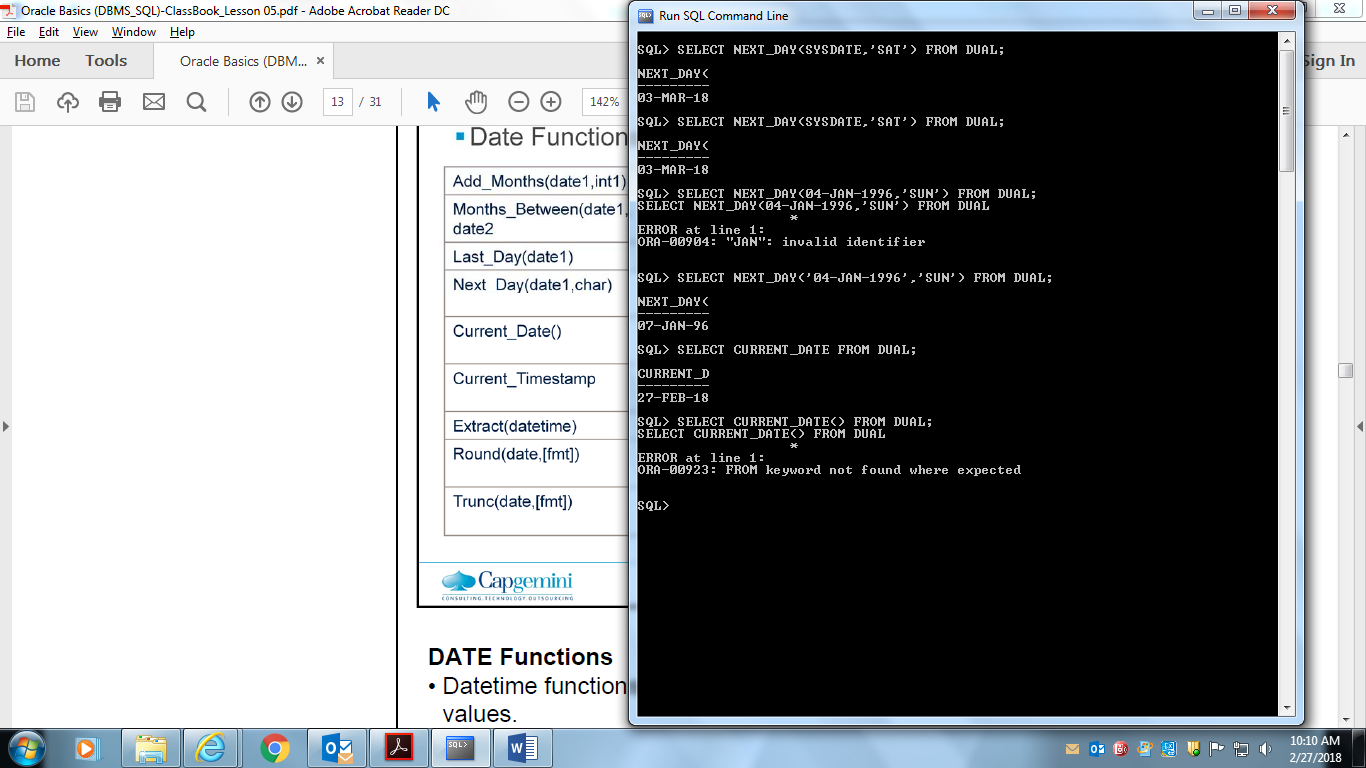 Oracle Basics (DBMS_SQL)-ClassBook_Lesson 05.pdf - Adobe Acrobat Reader DC
File Edit View Window Help
Home Tools Oracle Basics (DBM... × Sign In
13 / 31 142%
Date Function
Add_Months(date1,int1)
Months_Between(date1,
date2
Last_Day(date1)
Next Day(date1,char)
Current_Date()
Current_Timestamp
Extract(datetime)
Round(date,[fmt])
Trunc(date,[fmt])
Capgemini
CONSULTING.TECHNOLOGY.OUTSOURCING
DATE Functions
• Datetime function
values.
Run SQL Command Line
SQL> SELECT NEXT_DAY(SYSDATE,'SAT') FROM DUAL;
NEXT_DAY(
---------
03-MAR-18
SQL> SELECT NEXT_DAY(SYSDATE,'SAT') FROM DUAL;
NEXT_DAY(
---------
03-MAR-18
SQL> SELECT NEXT_DAY(04-JAN-1996,'SUN') FROM DUAL;
SELECT NEXT_DAY(04-JAN-1996,'SUN') FROM DUAL
*
ERROR at line 1:
ORA-00904: "JAN": invalid identifier
SQL> SELECT NEXT_DAY('04-JAN-1996','SUN') FROM DUAL;
NEXT_DAY(
---------
07-JAN-96
SQL> SELECT CURRENT_DATE FROM DUAL;
CURRENT_D
---------
27-FEB-18
SQL> SELECT CURRENT_DATE() FROM DUAL;
SELECT CURRENT_DATE() FROM DUAL
*
ERROR at line 1:
ORA-00923: FROM keyword not found where expected
SQL>
10:10 AM
2/27/2018